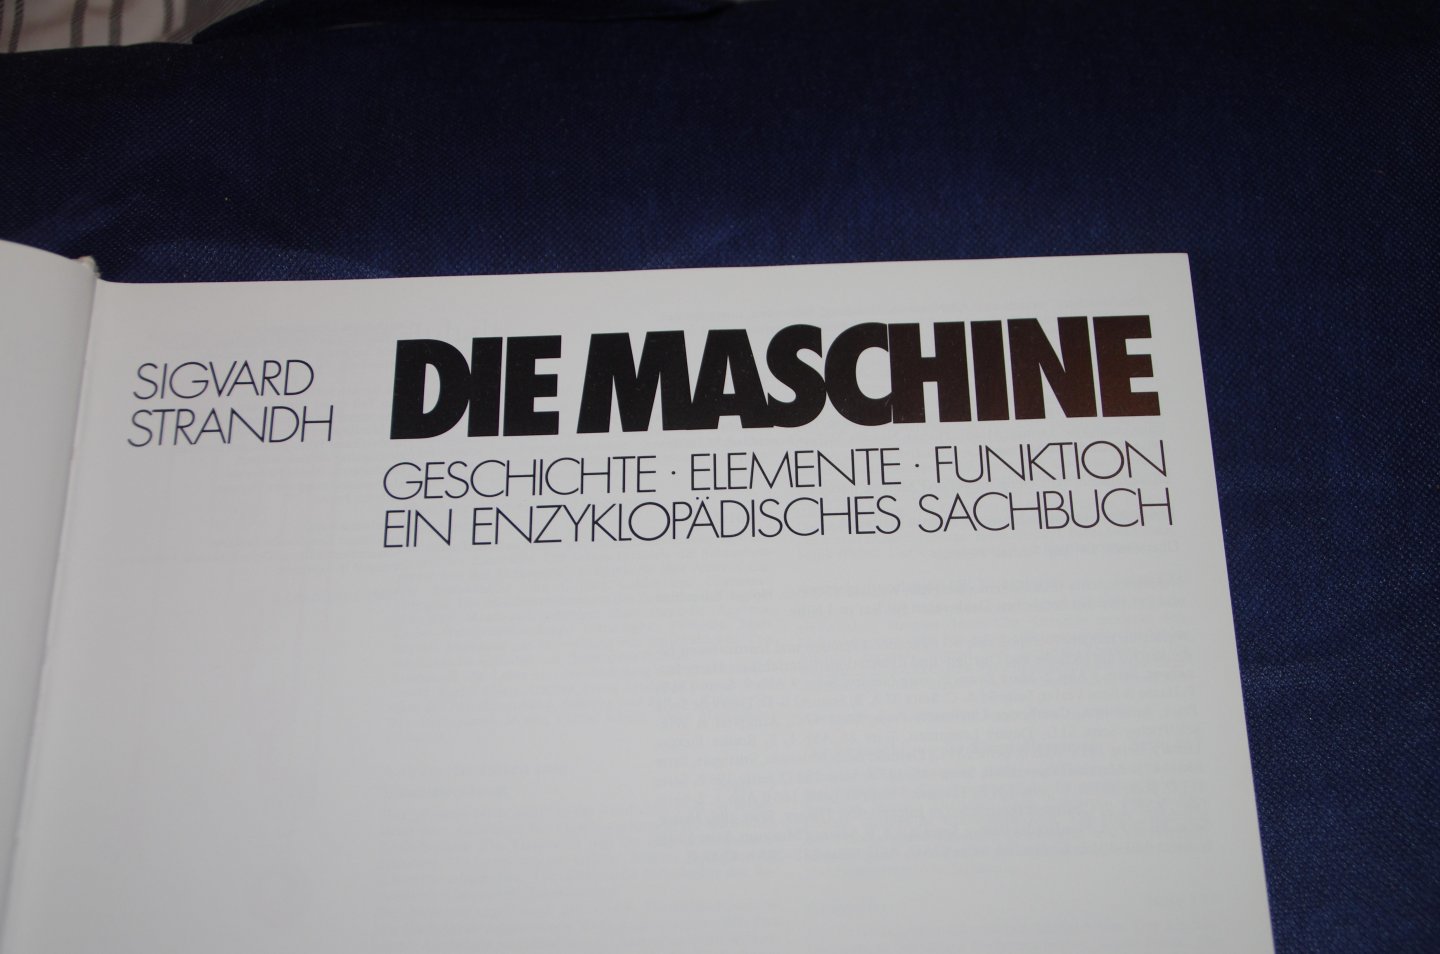 SIGVARD
STRANDH
DIE MASCHINE
GESCHICHTE · ELEMENTE · FUNKTION
EIN ENZYKLOPÄDISCHES SACHBUCH